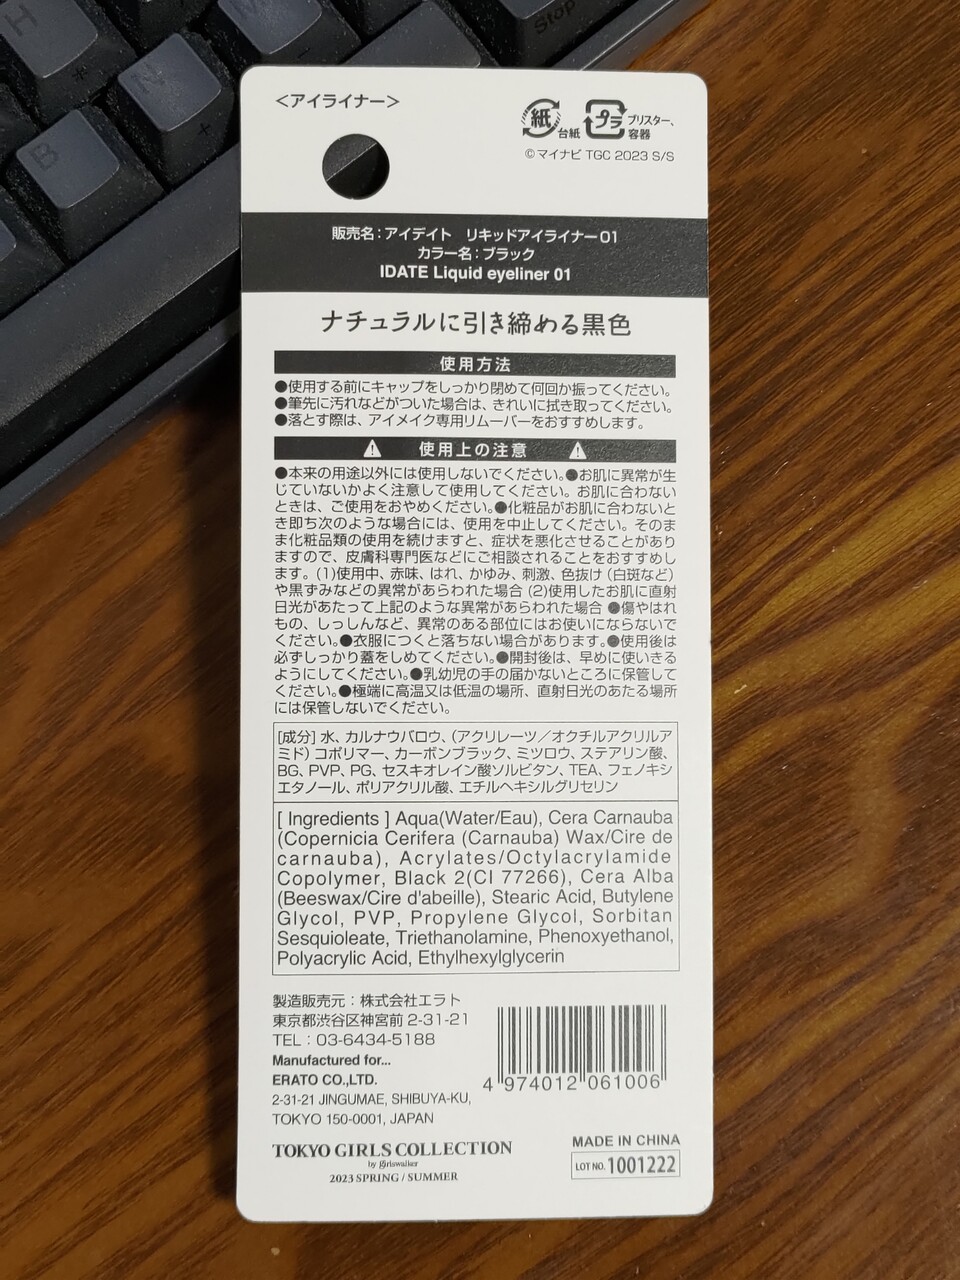 Stop
H
N
B
<アイライナー>
紙 台紙 プラ ブリスター、
容器
©マイナビ TGC 2023 S/S
販売名：アイデイト　リキッドアイライナー01
カラー名：ブラック
IDATE Liquid eyeliner 01
ナチュラルに引き締める黒色
使用方法
●使用する前にキャップをしっかり閉めて何回か振ってください。
●筆先に汚れなどがついた場合は、きれいに拭き取ってください。
●落とす際は、アイメイク専用リムーバーをおすすめします。
使用上の注意
●本来の用途以外には使用しないでください。●お肌に異常が生
じていないかよく注意して使用してください。お肌に合わない
ときは、ご使用をおやめください。●化粧品がお肌に合わないと
き即ち次のような場合には、使用を中止してください。そのま
ま化粧品類の使用を続けますと、症状を悪化させることがあり
ますので、皮膚科専門医などにご相談されることをおすすめし
ます。(1)使用中、赤味、はれ、かゆみ、刺激、色抜け（白斑など）
や黒ずみなどの異常があらわれた場合 (2)使用したお肌に直射
日光があたって上記のような異常があらわれた場合 ●傷やはれ
もの、しっしんなど、異常のある部位にはお使いにならないで
ください。●衣服につくと落ちない場合があります。●使用後は
必ずしっかり蓋をしめてください。●開封後は、早めに使いきる
ようにしてください。●乳幼児の手の届かないところに保管して
ください。●極端に高温又は低温の場所、直射日光のあたる場所
には保管しないでください。
[成分] 水、カルナウバロウ、（アクリレーツ／オクチルアクリルア
ミド）コポリマー、カーボンブラック、ミツロウ、ステアリン酸、
BG、PVP、PG、セスキオレイン酸ソルビタン、TEA、フェノキシ
エタノール、ポリアクリル酸、エチルヘキシルグリセリン
[ Ingredients ] Aqua(Water/Eau), Cera Carnauba
(Copernicia Cerifera (Carnauba) Wax/Cire de
carnauba), Acrylates/Octylacrylamide
Copolymer, Black 2(CI 77266), Cera Alba
(Beeswax/Cire d'abeille), Stearic Acid, Butylene
Glycol, PVP, Propylene Glycol, Sorbitan
Sesquioleate, Triethanolamine, Phenoxyethanol,
Polyacrylic Acid, Ethylhexylglycerin
製造販売元：株式会社エラト
東京都渋谷区神宮前 2-31-21
TEL：03-6434-5188
Manufactured for...
ERATO CO.,LTD.
2-31-21 JINGUMAE, SHIBUYA-KU,
TOKYO 150-0001, JAPAN
4 974012 061006
TOKYO GIRLS COLLECTION
by girlswalker
2023 SPRING / SUMMER
MADE IN CHINA
LOT NO. 1001222